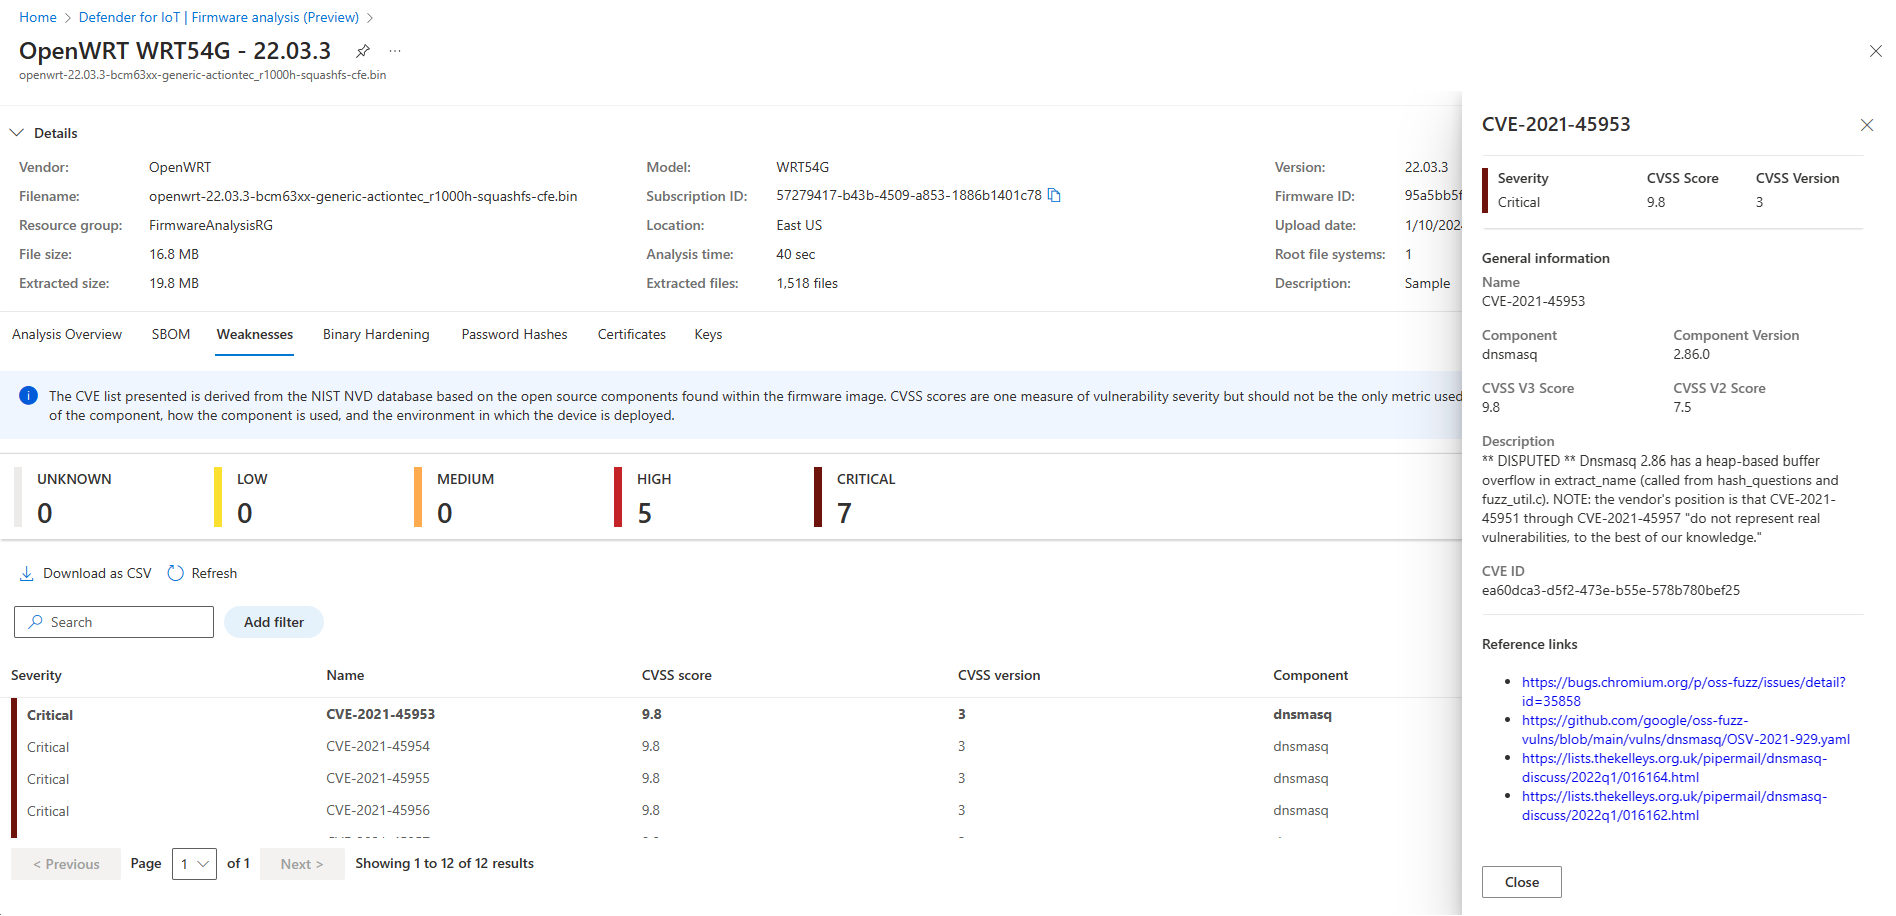 Home > Defender for IoT | Firmware analysis (Preview) >
OpenWRT WRT54G - 22.03.3 ...
openwrt-22.03.3-bcm63xx-generic-actiontec_r1000h-squashfs-cfe.bin
Details
Vendor: OpenWRT Model: WRT54G Version: 22.03.3
Filename: openwrt-22.03.3-bcm63xx-generic-actiontec_r1000h-squashfs-cfe.bin Subscription ID: 57279417-b43b-4509-a853-1886b1401c78 Firmware ID: 95a5bb5f
Resource group: FirmwareAnalysisRG Location: East US Upload date: 1/10/202
File size: 16.8 MB Analysis time: 40 sec Root file systems: 1
Extracted size: 19.8 MB Extracted files: 1,518 files Description: Sample
Analysis Overview SBOM Weaknesses Binary Hardening Password Hashes Certificates Keys
The CVE list presented is derived from the NIST NVD database based on the open source components found within the firmware image. CVSS scores are one measure of vulnerability severity but should not be the only metric used
of the component, how the component is used, and the environment in which the device is deployed.
UNKNOWN LOW MEDIUM HIGH CRITICAL
0 0 0 5 7
Download as CSV Refresh
Search Add filter
Severity Name CVSS score CVSS version Component
Critical CVE-2021-45953 9.8 3 dnsmasq
Critical CVE-2021-45954 9.8 3 dnsmasq
Critical CVE-2021-45955 9.8 3 dnsmasq
Critical CVE-2021-45956 9.8 3 dnsmasq
< Previous Page 1 of 1 Next > Showing 1 to 12 of 12 results
CVE-2021-45953
Severity CVSS Score CVSS Version
Critical 9.8 3
General information
Name
CVE-2021-45953
Component Component Version
dnsmasq 2.86.0
CVSS V3 Score CVSS V2 Score
9.8 7.5
Description
** DISPUTED ** Dnsmasq 2.86 has a heap-based buffer
overflow in extract_name (called from hash_questions and
fuzz_util.c). NOTE: the vendor's position is that CVE-2021-
45951 through CVE-2021-45957 "do not represent real
vulnerabilities, to the best of our knowledge."
CVE ID
ea60dca3-d5f2-473e-b55e-578b780bef25
Reference links
https://bugs.chromium.org/p/oss-fuzz/issues/detail?
id=35858
https://github.com/google/oss-fuzz-
vulns/blob/main/vulns/dnsmasq/OSV-2021-929.yaml
https://lists.thekelleys.org.uk/pipermail/dnsmasq-
discuss/2022q1/016164.html
https://lists.thekelleys.org.uk/pipermail/dnsmasq-
discuss/2022q1/016162.html
Close